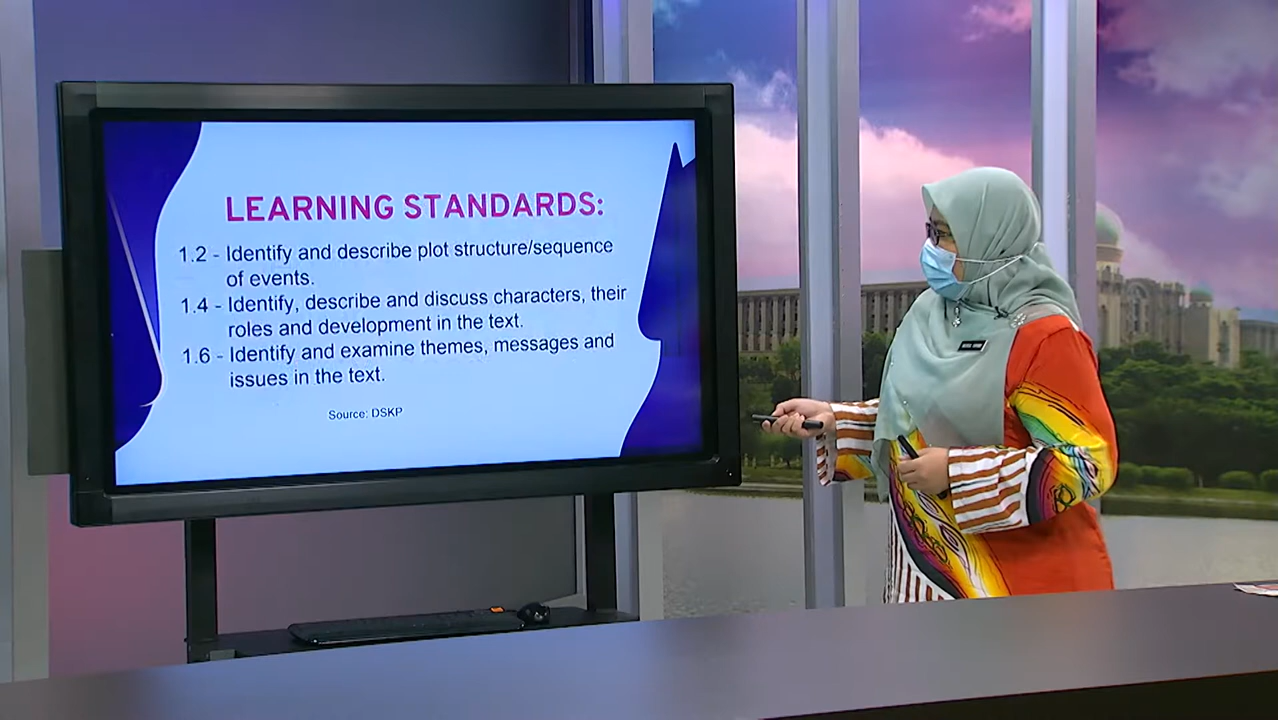 LEARNING STANDARDS:
1.2 - Identify and describe plot structure/sequence
of events.
1.4 - Identify, describe and discuss characters, their
roles and development in the text.
1.6 - Identify and examine themes, messages and
issues in the text.
Source: DSKP